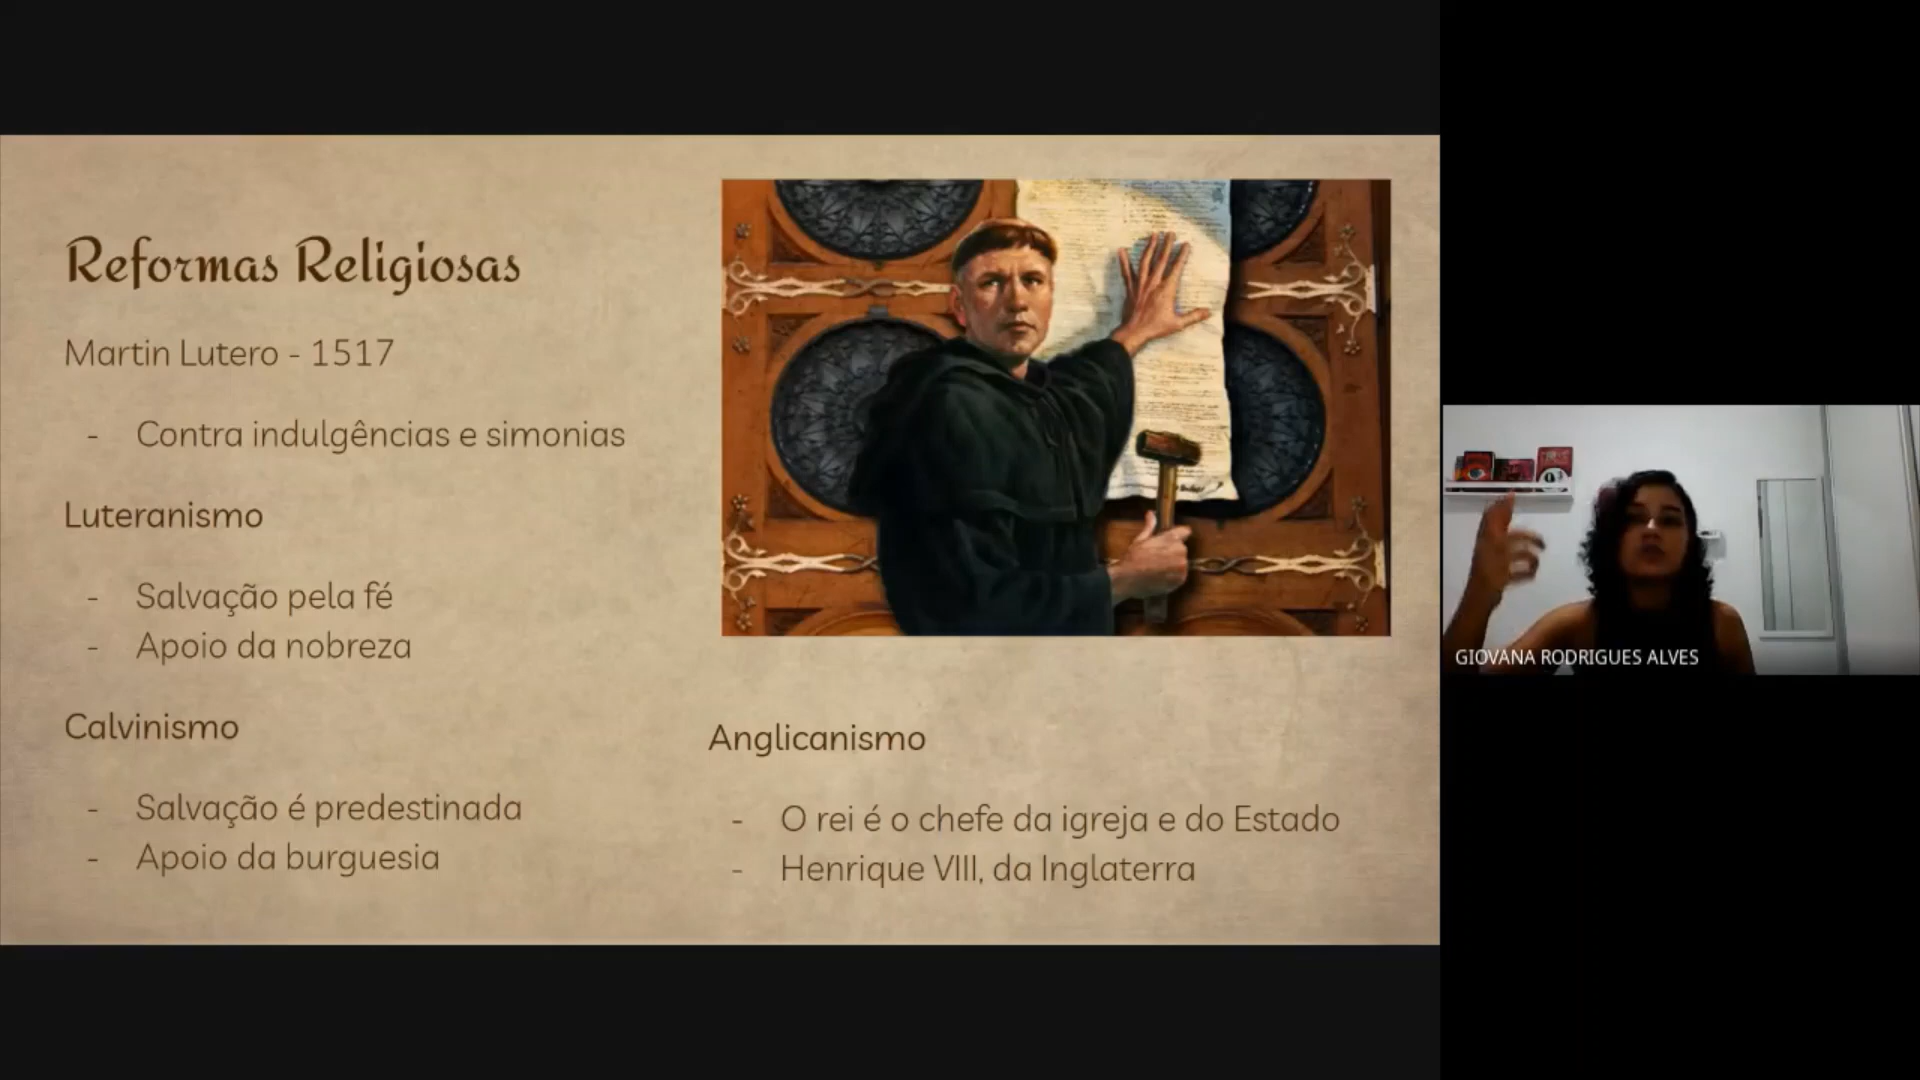 Reformas Religiosas
Martin Lutero - 1517
- Contra indulgências e simonias
Luteranismo
- Salvação pela fé
- Apoio da nobreza
Calvinismo
- Salvação é predestinada
- Apoio da burguesia
Anglicanismo
- O rei é o chefe da igreja e do Estado
- Henrique VIII, da Inglaterra
GIOVANA RODRIGUES ALVES